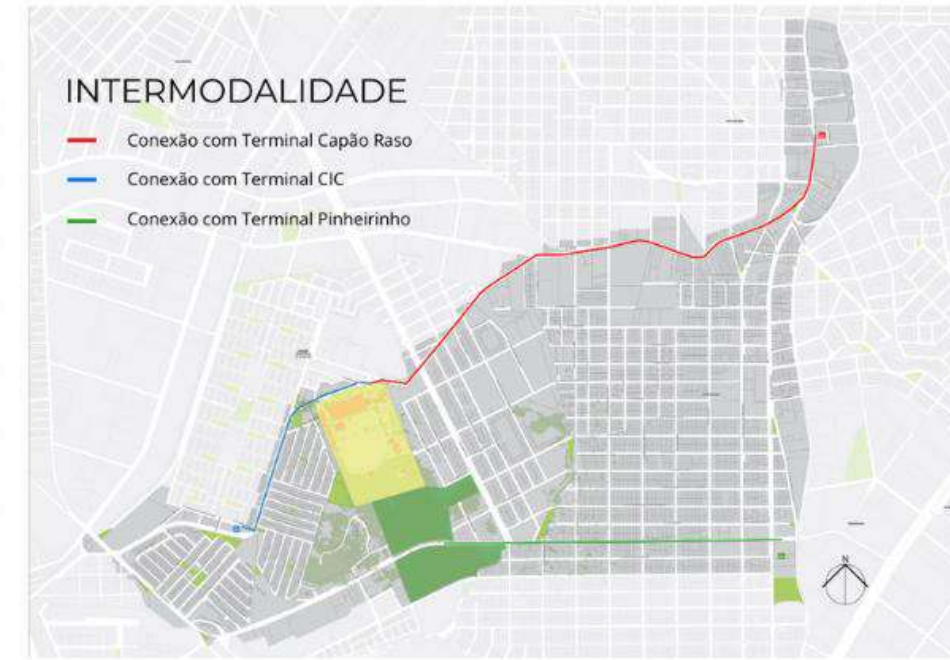 INTERMODALIDADE
Conexão com Terminal Capão Raso
Conexão com Terminal CIC
Conexão com Terminal Pinheirinho
N